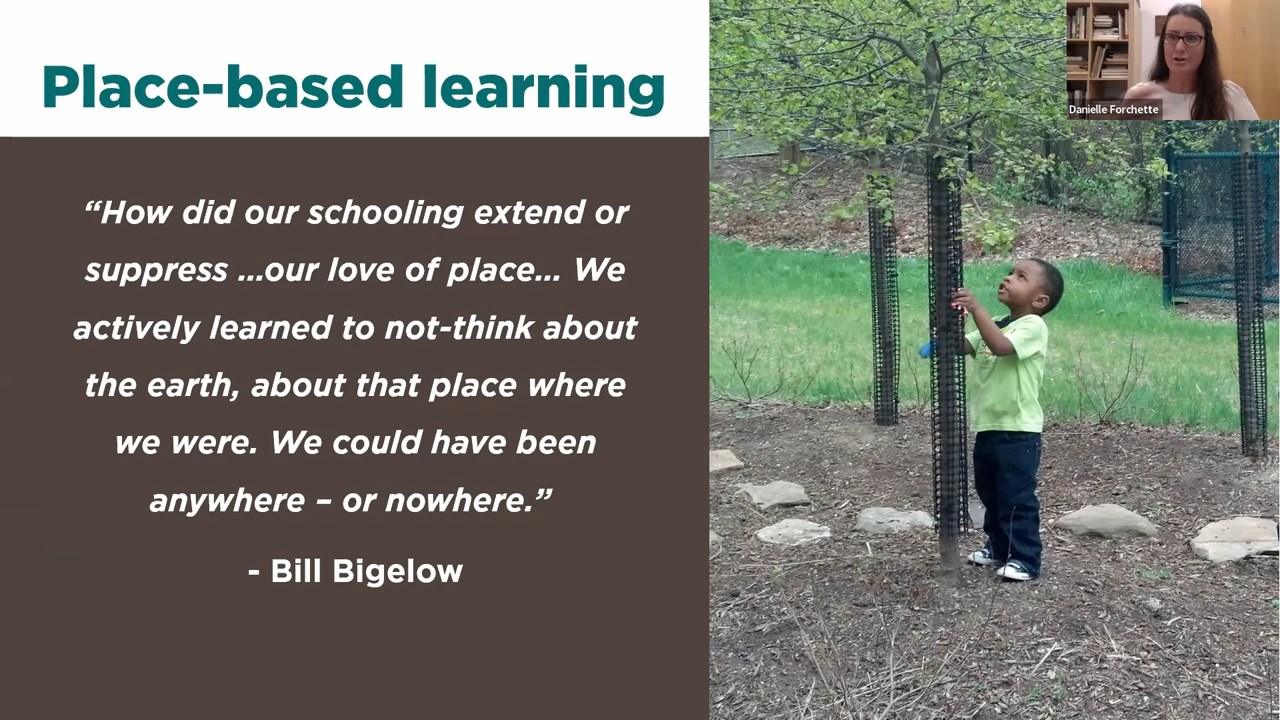 Place-based learning
“How did our schooling extend or
suppress ...our love of place... We
actively learned to not-think about
the earth, about that place where
we were. We could have been
anywhere – or nowhere.”
- Bill Bigelow
Danielle Forchette